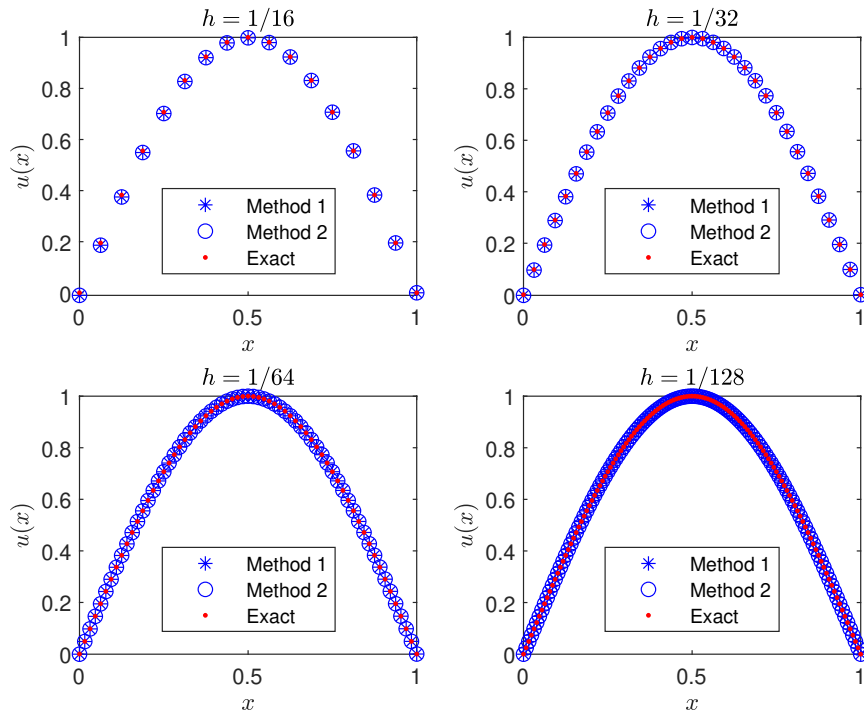 h = 1/16
u(x)
1
0.8
0.6
0.4
0.2
0
0 0.5 1
x
Method 1
Method 2
Exact
h = 1/32
u(x)
1
0.8
0.6
0.4
0.2
0
0 0.5 1
x
Method 1
Method 2
Exact
h = 1/64
u(x)
1
0.8
0.6
0.4
0.2
0
0 0.5 1
x
Method 1
Method 2
Exact
h = 1/128
u(x)
1
0.8
0.6
0.4
0.2
0
0 0.5 1
x
Method 1
Method 2
Exact